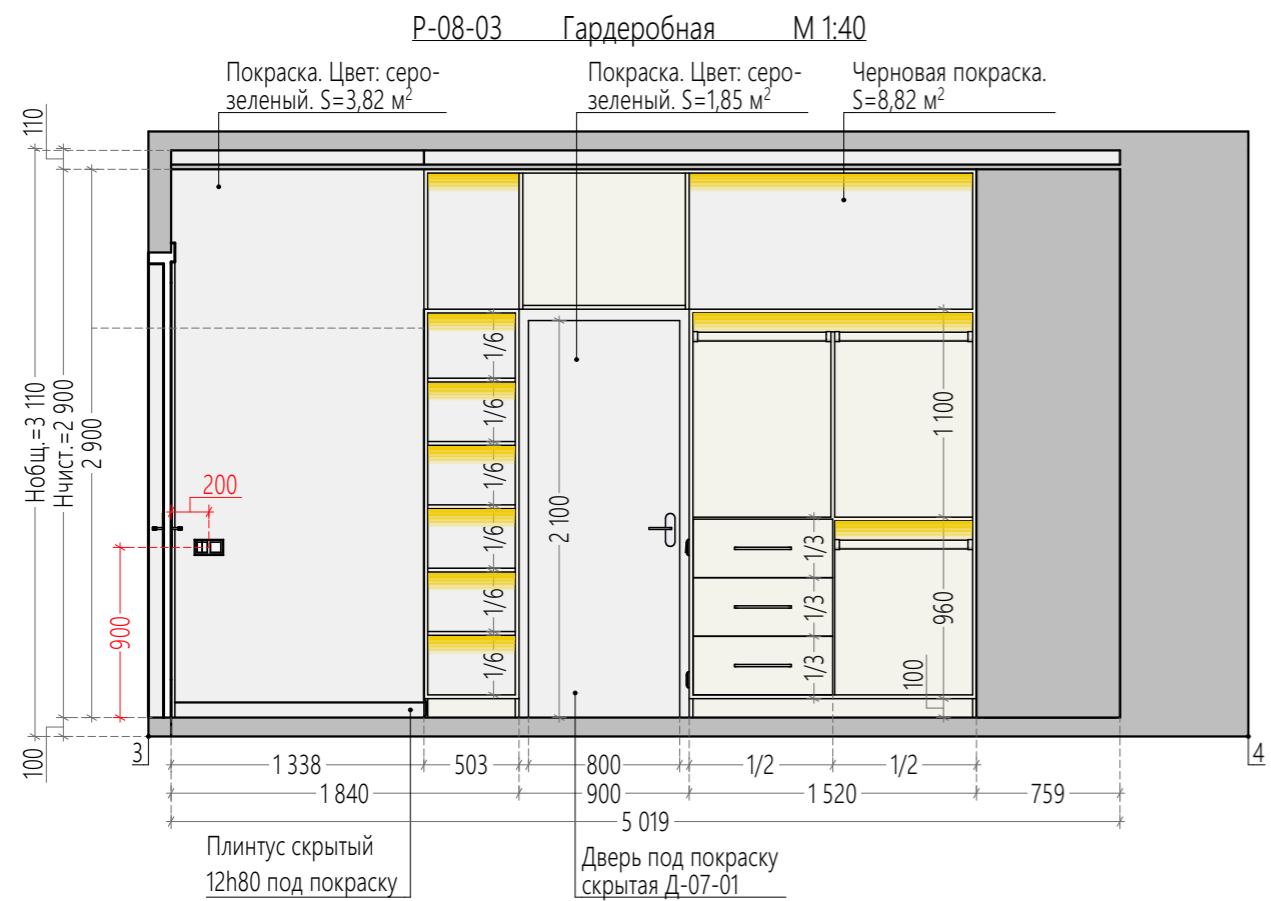 Р-08-03 Гардеробная М 1:40
Покраска. Цвет: серо-
зеленый. S=3,82 м²
Покраска. Цвет: серо-
зеленый. S=1,85 м²
Черновая покраска.
S=8,82 м²
110
Hобщ.=3 110
Hчист.=2 900
2 900
100
200
900
1/6
1/6
1/6
1/6
1/6
1/6
2 100
1/3
1/3
1/3
1 100
960
100
3
4
1 338
503
800
1/2
1/2
1 840
900
1 520
759
5 019
Плинтус скрытый
12h80 под покраску
Дверь под покраску
скрытая Д-07-01